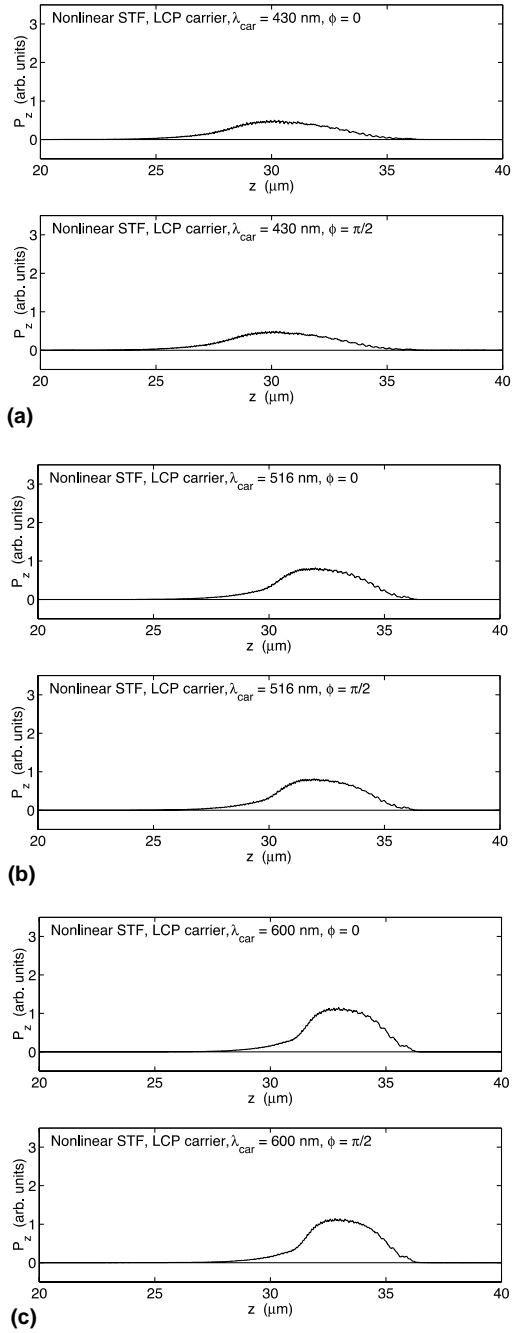 Nonlinear STF, LCP carrier, λcar = 430 nm, ϕ = 0
P_z (arb. units)
3
2
1
0
20 25 30 35 40
z (μm)
Nonlinear STF, LCP carrier, λcar = 430 nm, ϕ = π/2
P_z (arb. units)
3
2
1
0
20 25 30 35 40
z (μm)
(a)
Nonlinear STF, LCP carrier, λcar = 516 nm, ϕ = 0
P_z (arb. units)
3
2
1
0
20 25 30 35 40
z (μm)
Nonlinear STF, LCP carrier, λcar = 516 nm, ϕ = π/2
P_z (arb. units)
3
2
1
0
20 25 30 35 40
z (μm)
(b)
Nonlinear STF, LCP carrier, λcar = 600 nm, ϕ = 0
P_z (arb. units)
3
2
1
0
20 25 30 35 40
z (μm)
Nonlinear STF, LCP carrier, λcar = 600 nm, ϕ = π/2
P_z (arb. units)
3
2
1
0
20 25 30 35 40
z (μm)
(c)